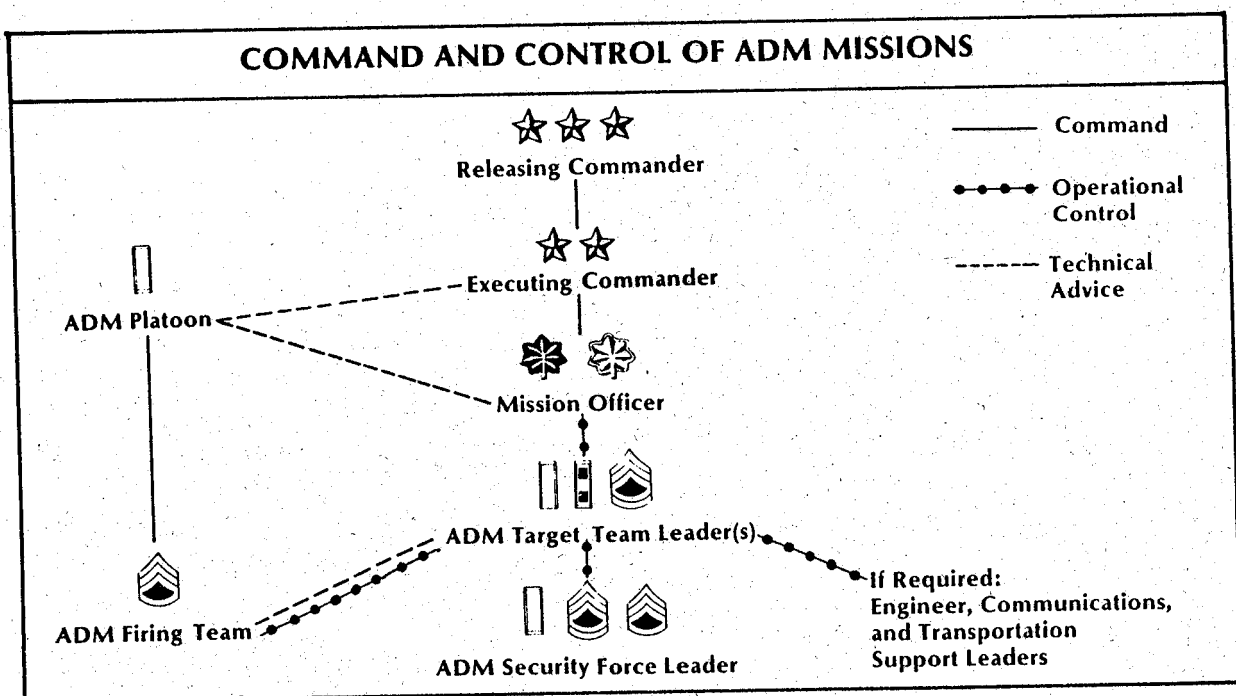 COMMAND AND CONTROL OF ADM MISSIONS
Releasing Commander
Command
Operational
Control
Technical
Advice
Executing Commander
ADM Platoon
Mission Officer
ADM Target Team Leader(s)
ADM Firing Team
If Required:
Engineer, Communications,
and Transportation
Support Leaders
ADM Security Force Leader